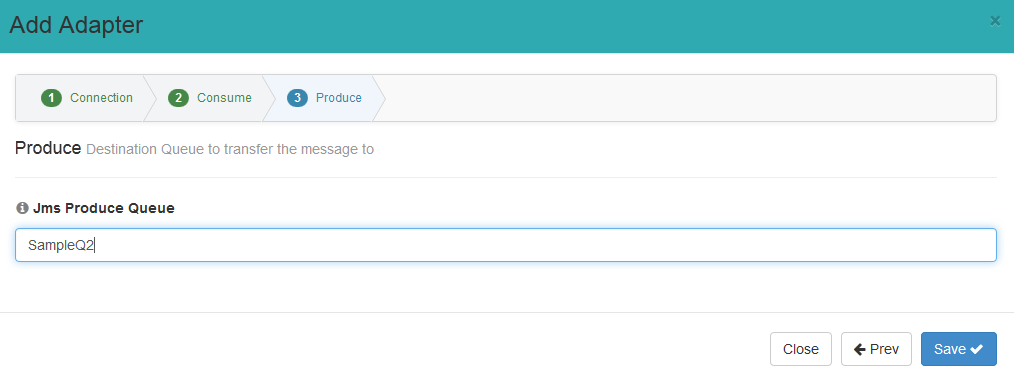 Add Adapter ×
1 Connection 2 Consume 3 Produce
Produce Destination Queue to transfer the message to
Jms Produce Queue
SampleQ2
Close Prev Save